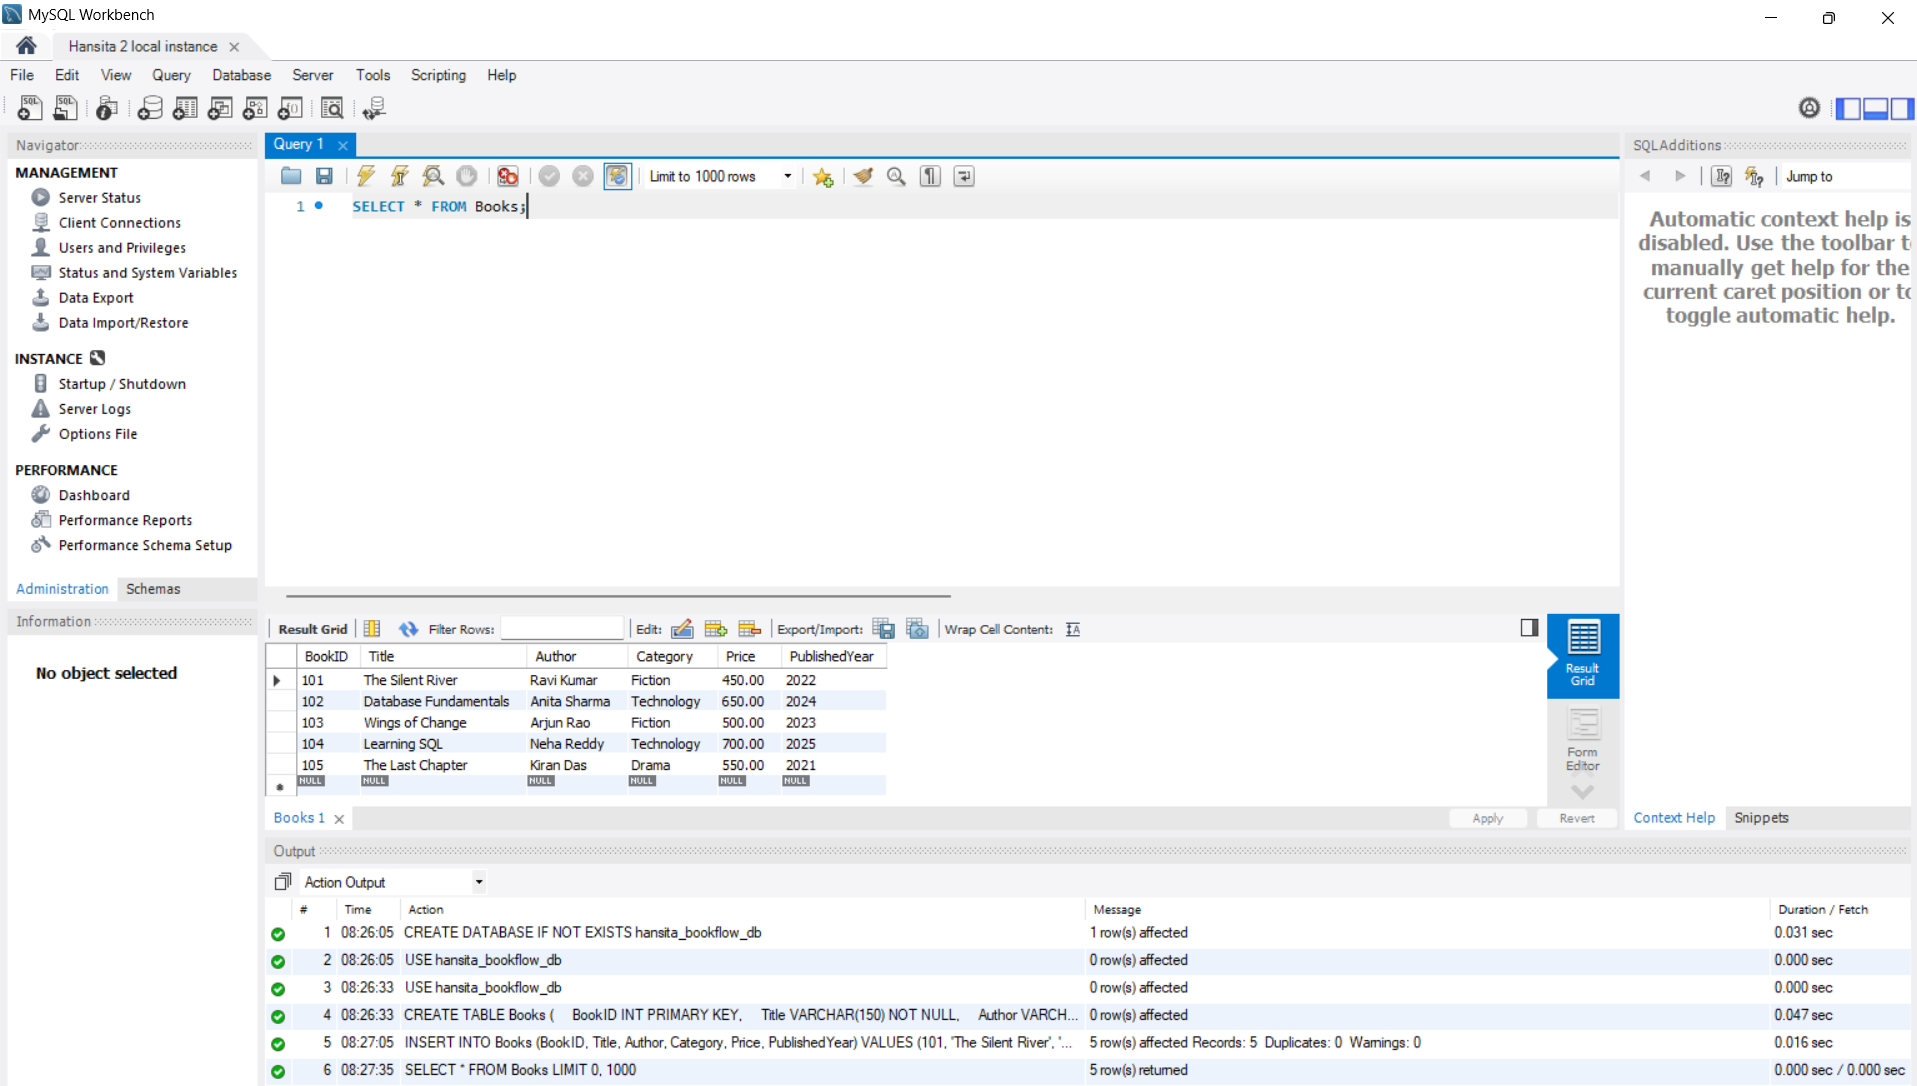 MySQL Workbench
Hansita 2 local instance
File Edit View Query Database Server Tools Scripting Help
Navigator
MANAGEMENT
Server Status
Client Connections
Users and Privileges
Status and System Variables
Data Export
Data Import/Restore
INSTANCE
Startup / Shutdown
Server Logs
Options File
PERFORMANCE
Dashboard
Performance Reports
Performance Schema Setup
Administration Schemas
Information
No object selected
Query 1
Limit to 1000 rows
1 SELECT * FROM Books;
Result Grid Filter Rows: Edit: Export/Import: Wrap Cell Content:
BookID Title Author Category Price PublishedYear
101 The Silent River Ravi Kumar Fiction 450.00 2022
102 Database Fundamentals Anita Sharma Technology 650.00 2024
103 Wings of Change Arjun Rao Fiction 500.00 2023
104 Learning SQL Neha Reddy Technology 700.00 2025
105 The Last Chapter Kiran Das Drama 550.00 2021
NULL NULL NULL NULL NULL NULL
Result
Grid
Form
Editor
Books 1
Apply Revert
SQLAdditions
Jump to
Automatic context help is
disabled. Use the toolbar t
manually get help for the
current caret position or to
toggle automatic help.
Context Help Snippets
Output
Action Output
# Time Action Message Duration / Fetch
1 08:26:05 CREATE DATABASE IF NOT EXISTS hansita_bookflow_db 1 row(s) affected 0.031 sec
2 08:26:05 USE hansita_bookflow_db 0 row(s) affected 0.000 sec
3 08:26:33 USE hansita_bookflow_db 0 row(s) affected 0.000 sec
4 08:26:33 CREATE TABLE Books ( BookID INT PRIMARY KEY, Title VARCHAR(150) NOT NULL, Author VARCH... 0 row(s) affected 0.047 sec
5 08:27:05 INSERT INTO Books (BookID, Title, Author, Category, Price, PublishedYear) VALUES (101, 'The Silent River', '... 5 row(s) affected Records: 5 Duplicates: 0 Warnings: 0 0.016 sec
6 08:27:35 SELECT * FROM Books LIMIT 0, 1000 5 row(s) returned 0.000 sec / 0.000 sec